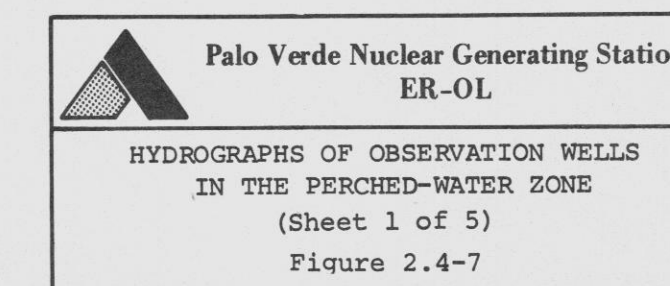 Palo Verde Nuclear Generating Statio
ER-OL
HYDROGRAPHS OF OBSERVATION WELLS
IN THE PERCHED-WATER ZONE
(Sheet 1 of 5)
Figure 2.4-7